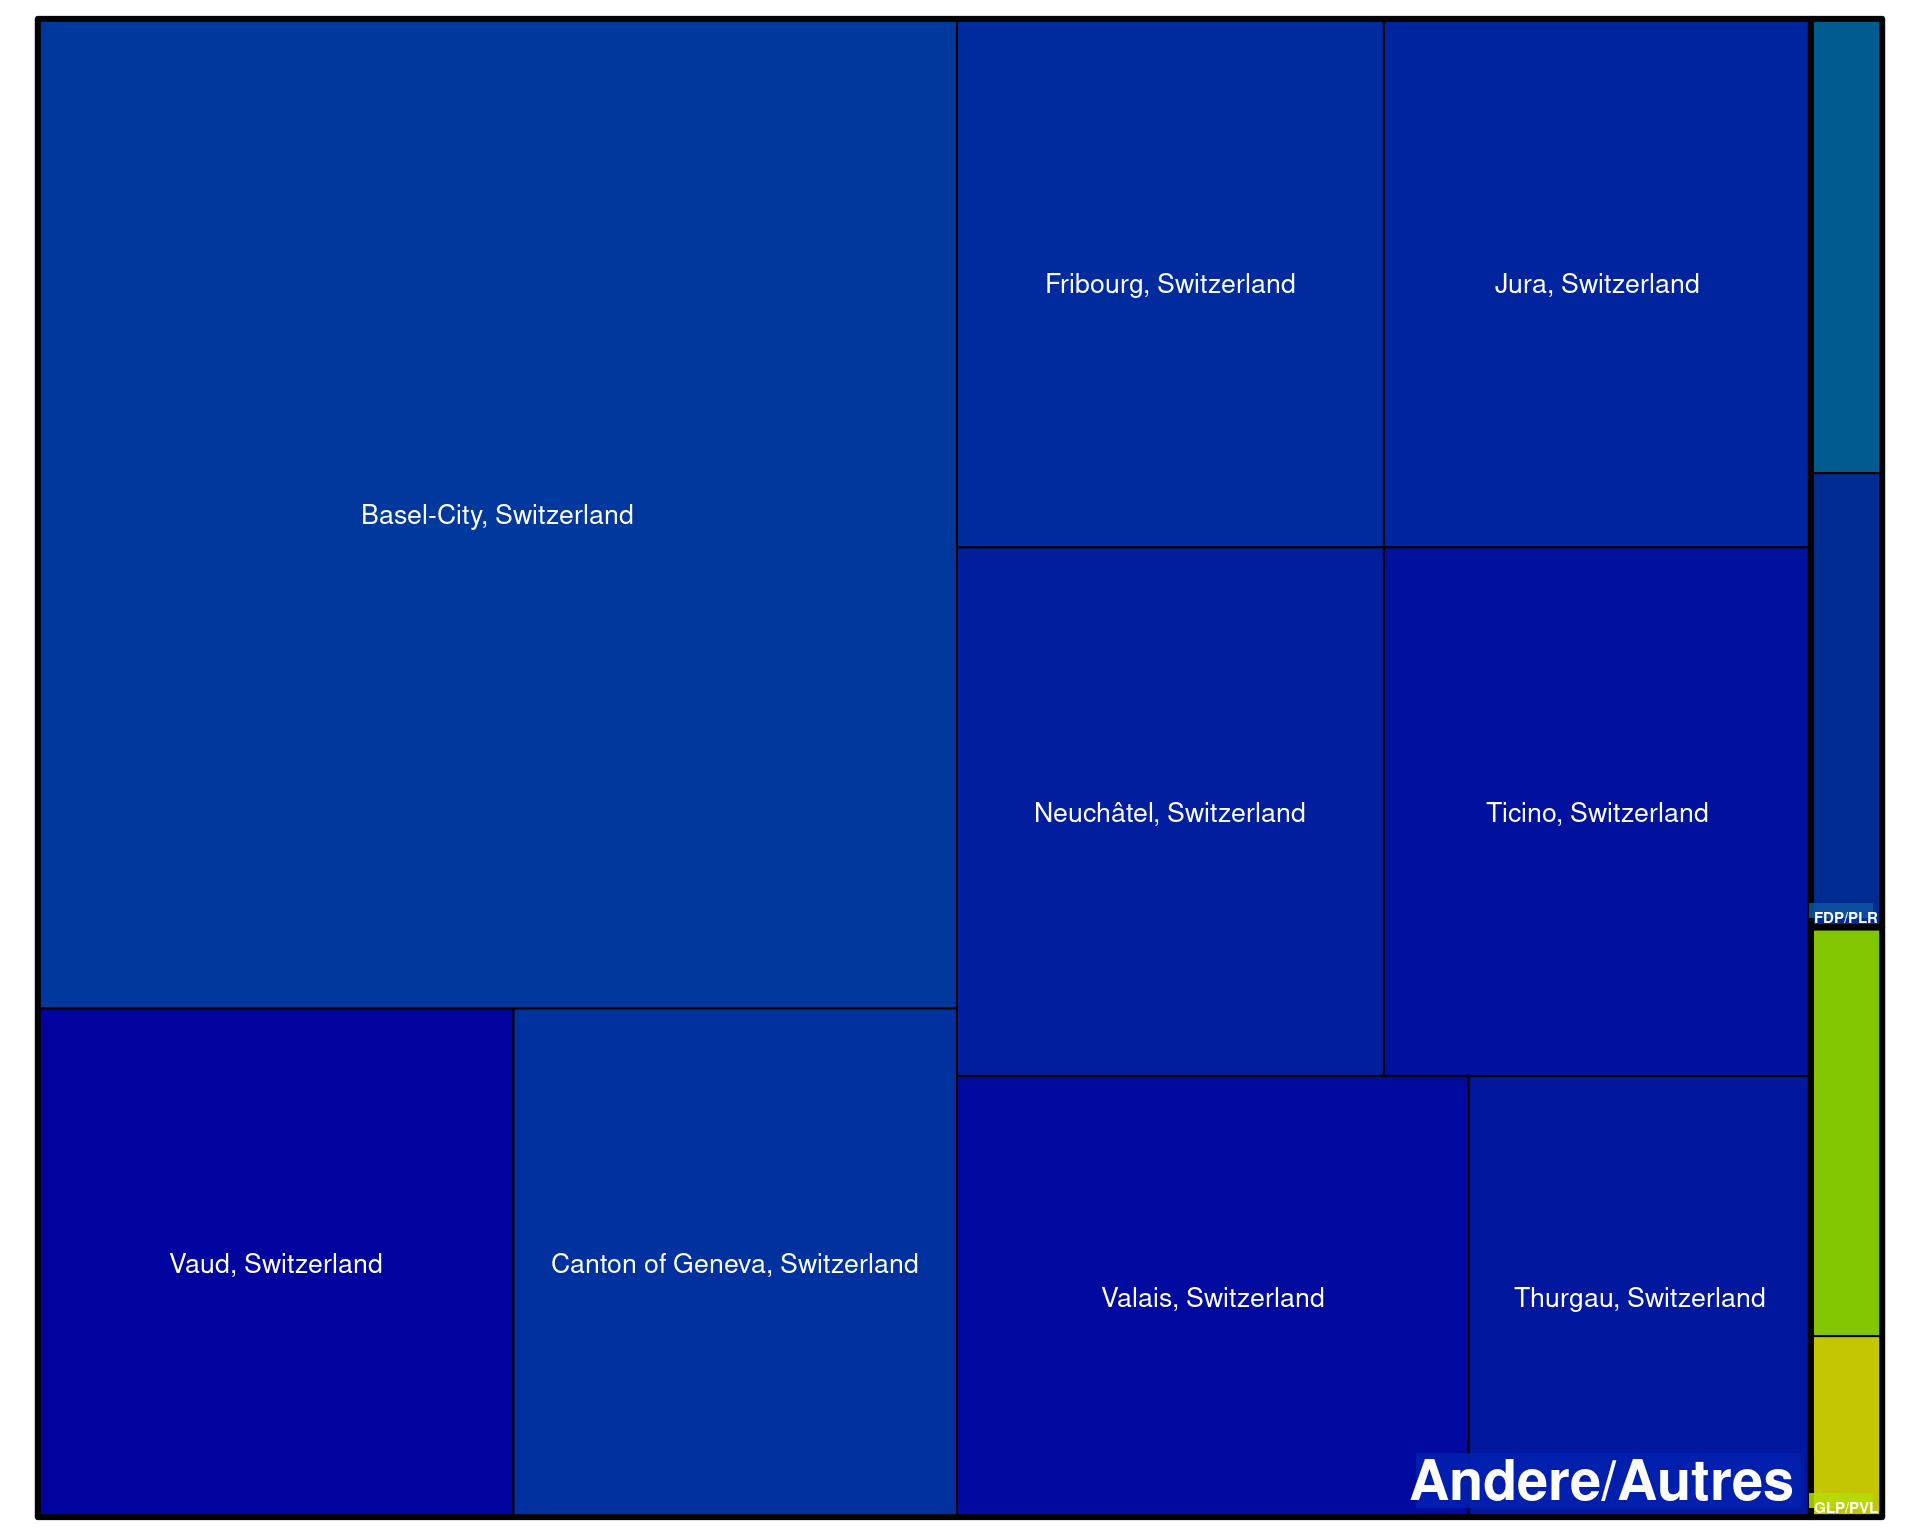 Fribourg, Switzerland
Jura, Switzerland
Basel-City, Switzerland
Neuchâtel, Switzerland
Ticino, Switzerland
FDP/PLR
Vaud, Switzerland
Canton of Geneva, Switzerland
Valais, Switzerland
Thurgau, Switzerland
Andere/Autres
GLP/PVL